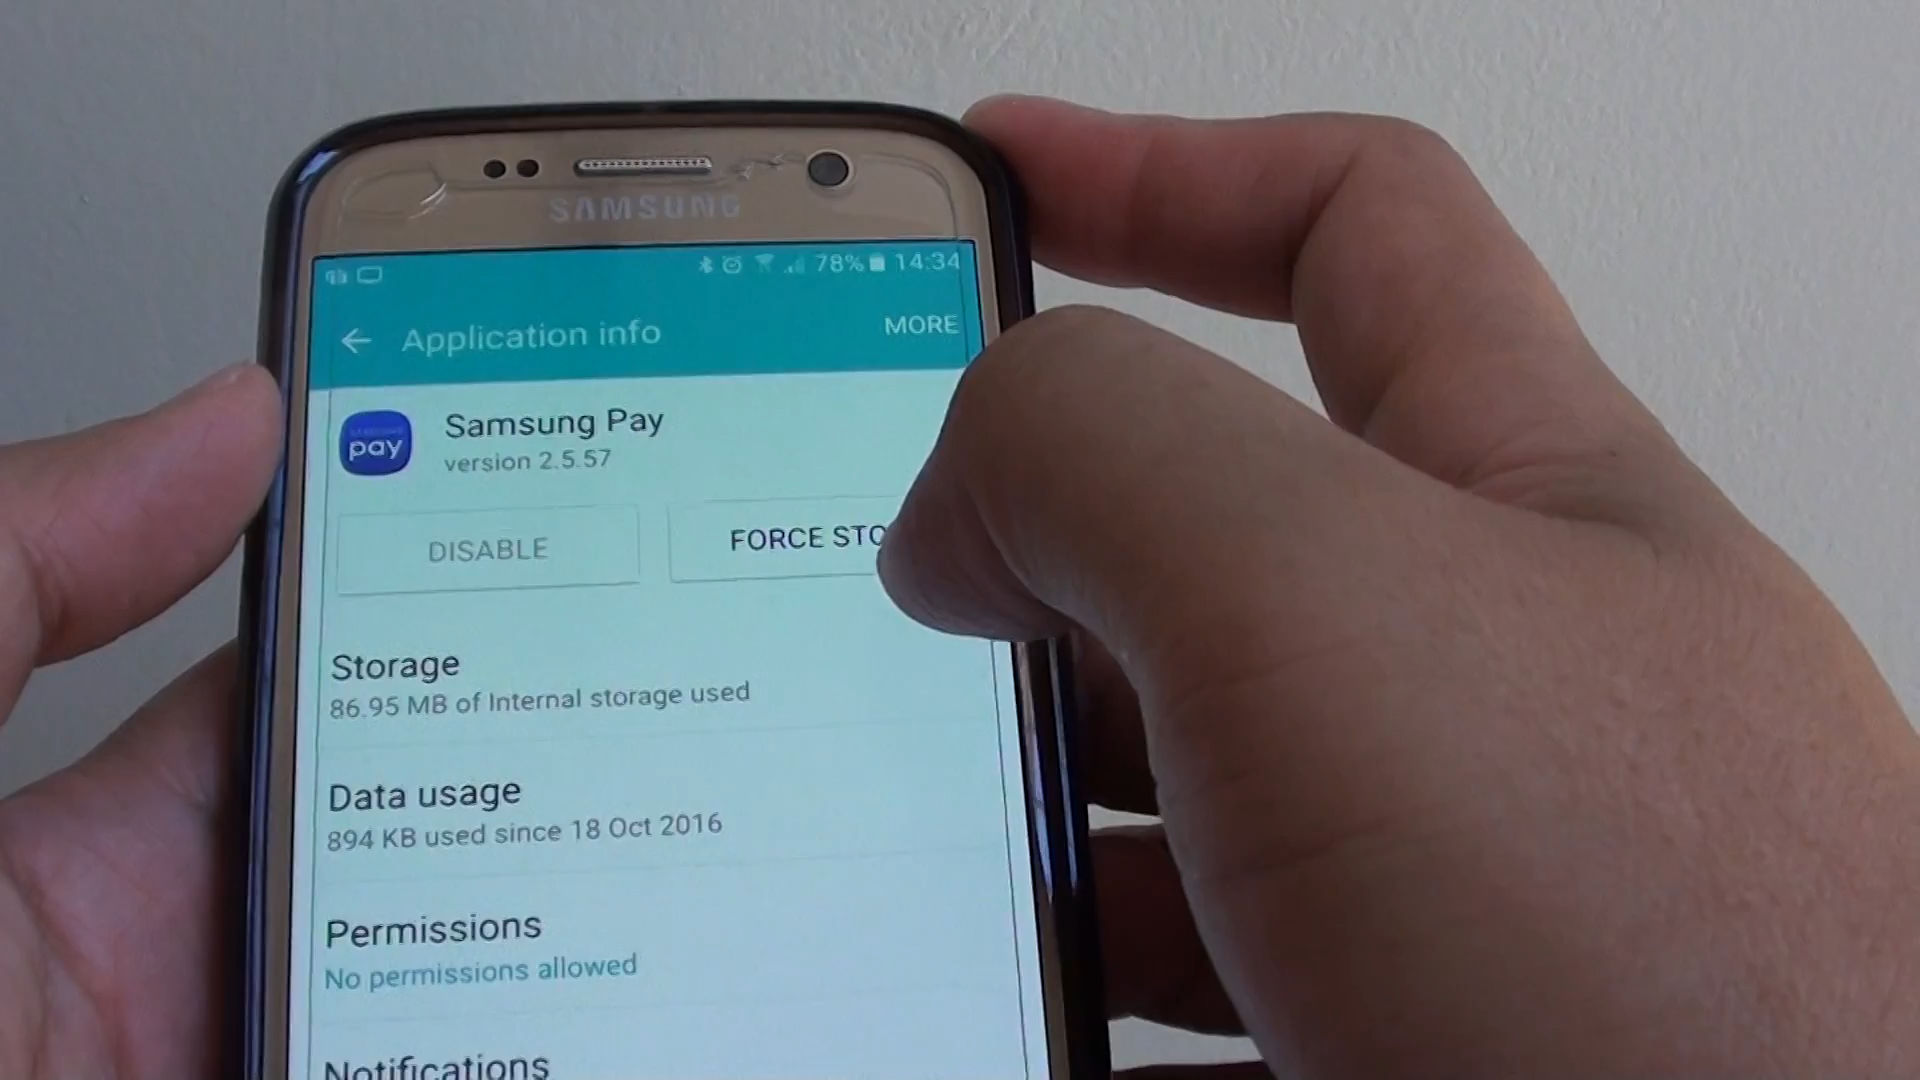 SAMSUNG
78% 14:34
Application info
MORE
pay
Samsung Pay
version 2.5.57
DISABLE
FORCE STO
Storage
86.95 MB of Internal storage used
Data usage
894 KB used since 18 Oct 2016
Permissions
No permissions allowed
Notifications